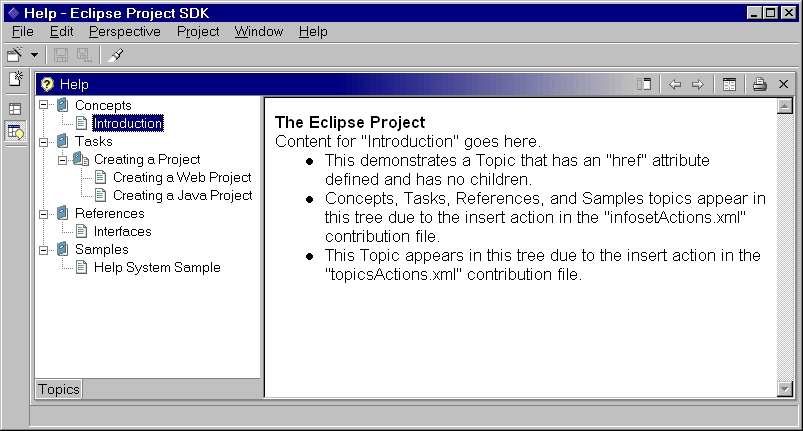 Help - Eclipse Project SDK
File Edit Perspective Project Window Help
Help
Concepts
Introduction
Tasks
Creating a Project
Creating a Web Project
Creating a Java Project
References
Interfaces
Samples
Help System Sample
Topics
The Eclipse Project
Content for "Introduction" goes here.
• This demonstrates a Topic that has an "href" attribute
defined and has no children.
• Concepts, Tasks, References, and Samples topics appear in
this tree due to the insert action in the "infosetActions.xml"
contribution file.
• This Topic appears in this tree due to the insert action in the
"topicsActions.xml" contribution file.